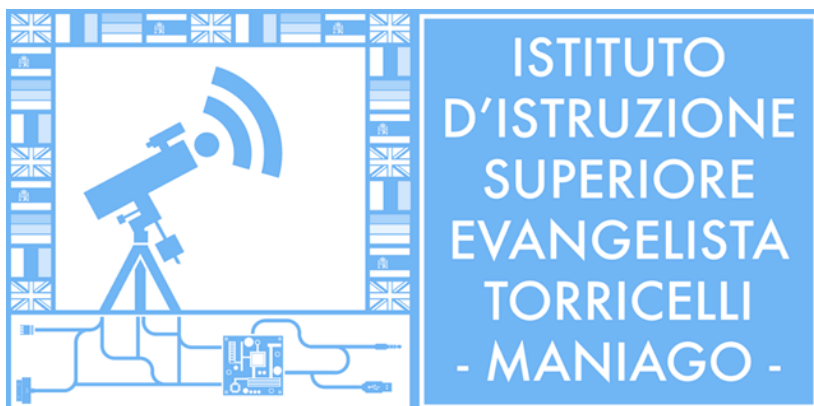 ISTITUTO
D'ISTRUZIONE
SUPERIORE
EVANGELISTA
TORRICELLI
- MANIAGO -